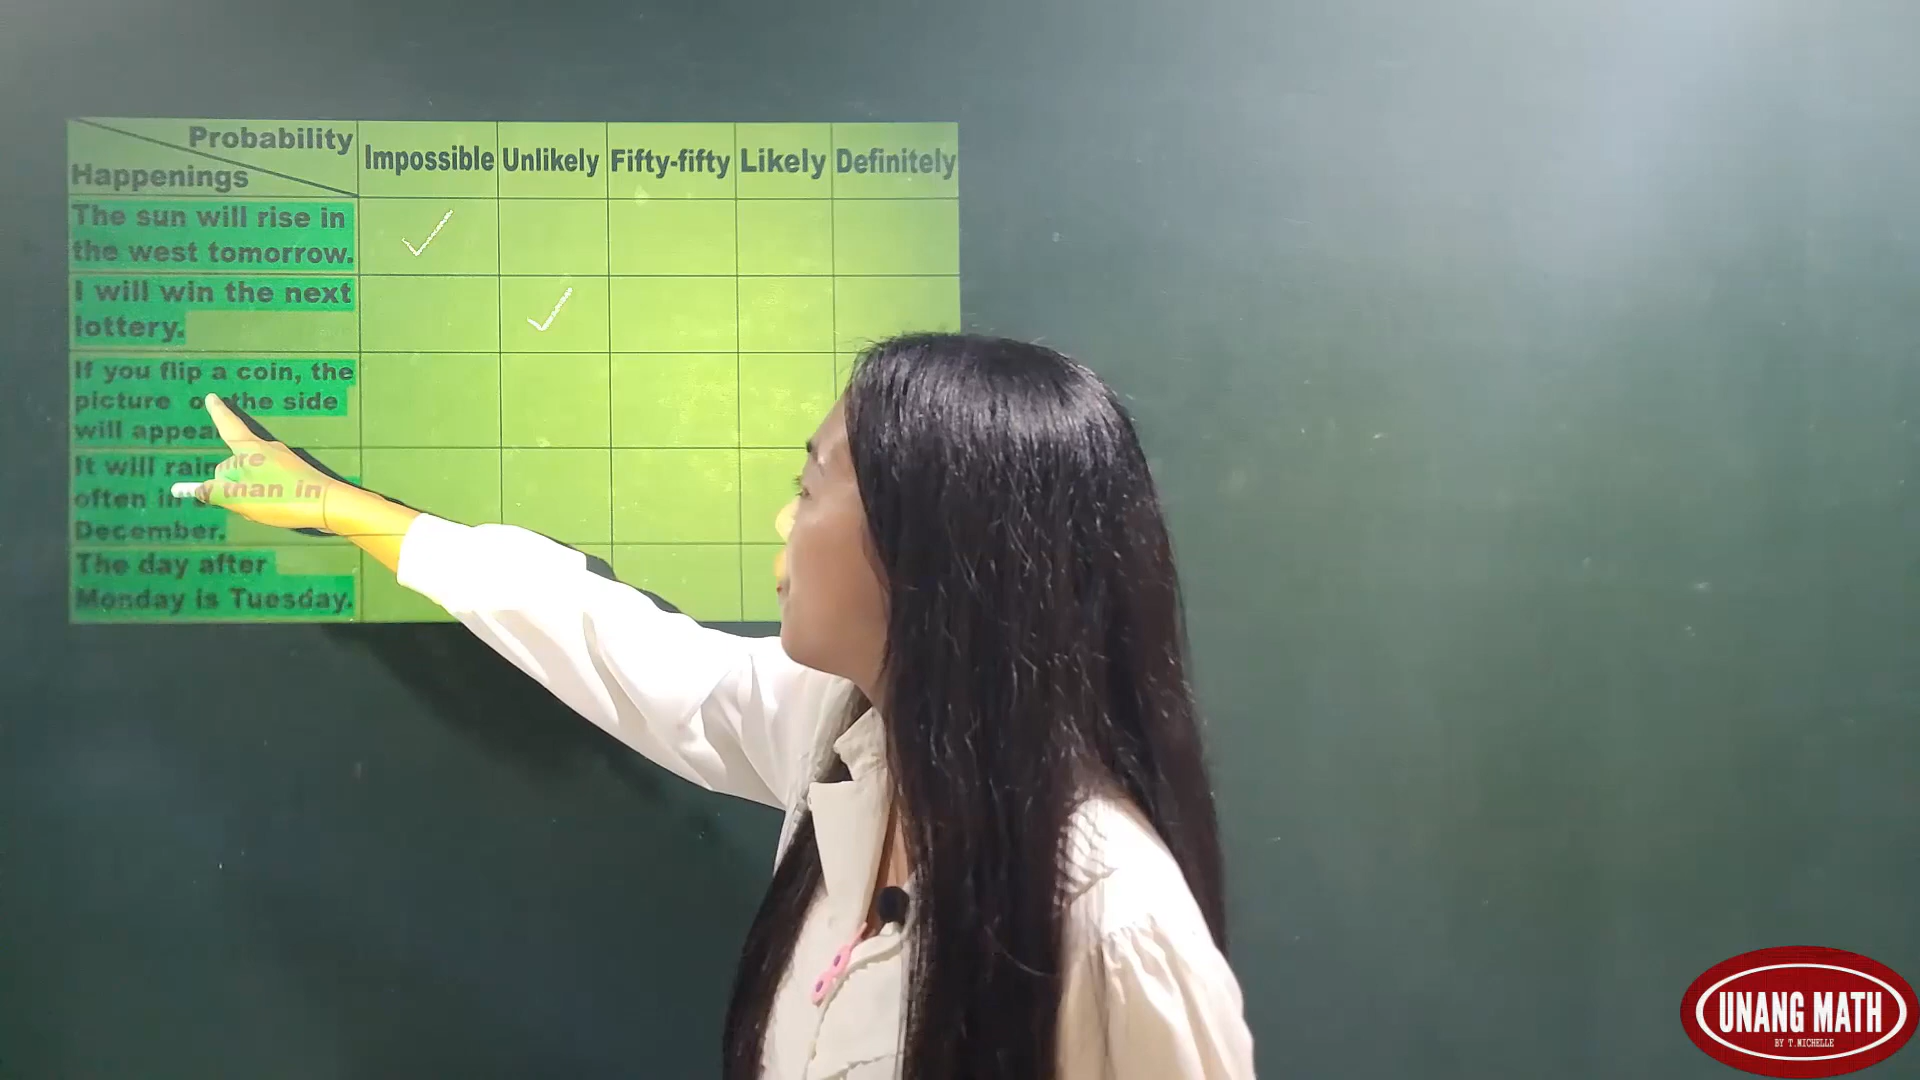 Probability
Happenings
Impossible Unlikely Fifty-fifty Likely Definitely
The sun will rise in
the west tomorrow.
I will win the next
lottery.
If you flip a coin, the
picture the side
will
It will
often than in
December.
The day after
Monday is Tuesday.
UNANG MATH
BY T.MICHELLE